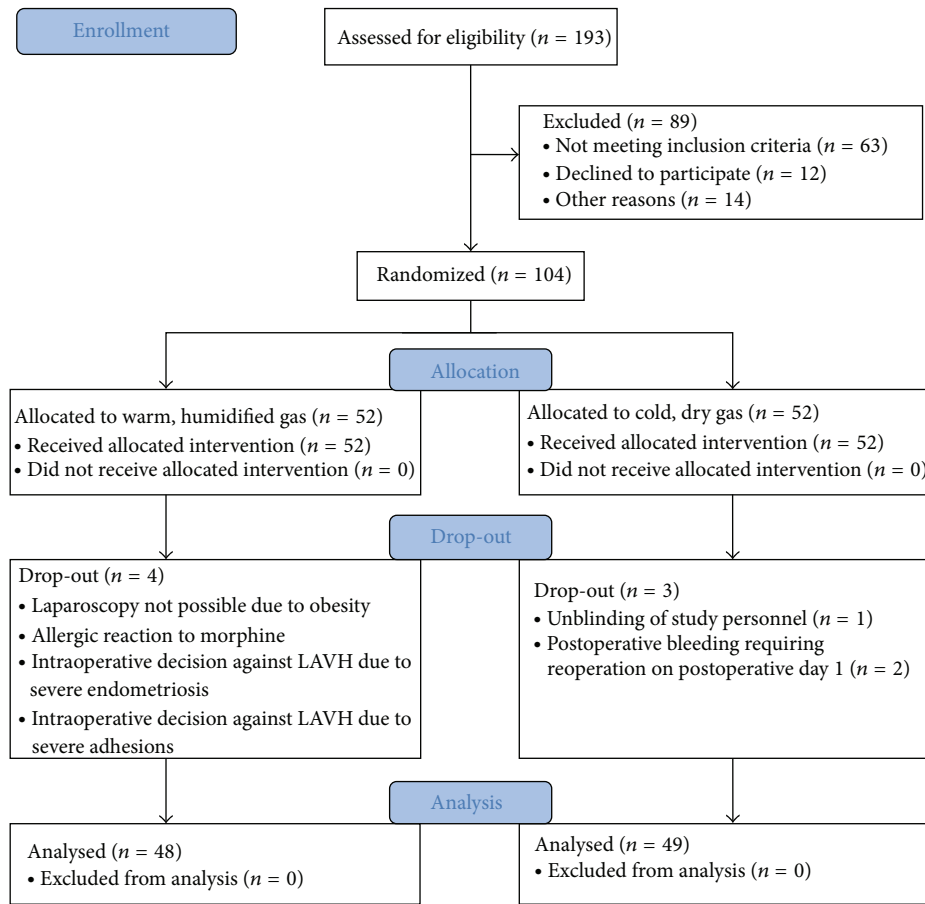 Enrollment
Assessed for eligibility (n = 193)
Excluded (n = 89)
• Not meeting inclusion criteria (n = 63)
• Declined to participate (n = 12)
• Other reasons (n = 14)
Randomized (n = 104)
Allocation
Allocated to warm, humidified gas (n = 52)
• Received allocated intervention (n = 52)
• Did not receive allocated intervention (n = 0)
Allocated to cold, dry gas (n = 52)
• Received allocated intervention (n = 52)
• Did not receive allocated intervention (n = 0)
Drop-out
Drop-out (n = 4)
• Laparoscopy not possible due to obesity
• Allergic reaction to morphine
• Intraoperative decision against LAVH due to
severe endometriosis
• Intraoperative decision against LAVH due to
severe adhesions
Drop-out (n = 3)
• Unblinding of study personnel (n = 1)
• Postoperative bleeding requiring
reoperation on postoperative day 1 (n = 2)
Analysis
Analysed (n = 48)
• Excluded from analysis (n = 0)
Analysed (n = 49)
• Excluded from analysis (n = 0)